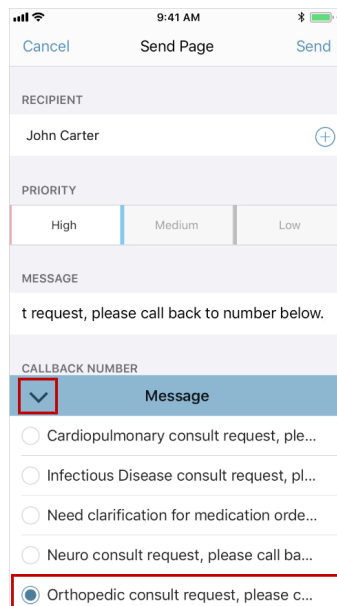 9:41 AM
Cancel Send Page Send
RECIPIENT
John Carter
PRIORITY
High Medium Low
MESSAGE
t request, please call back to number below.
CALLBACK NUMBER
Message
Cardiopulmonary consult request, ple...
Infectious Disease consult request, pl...
Need clarification for medication orde...
Neuro consult request, please call ba...
Orthopedic consult request, please c...